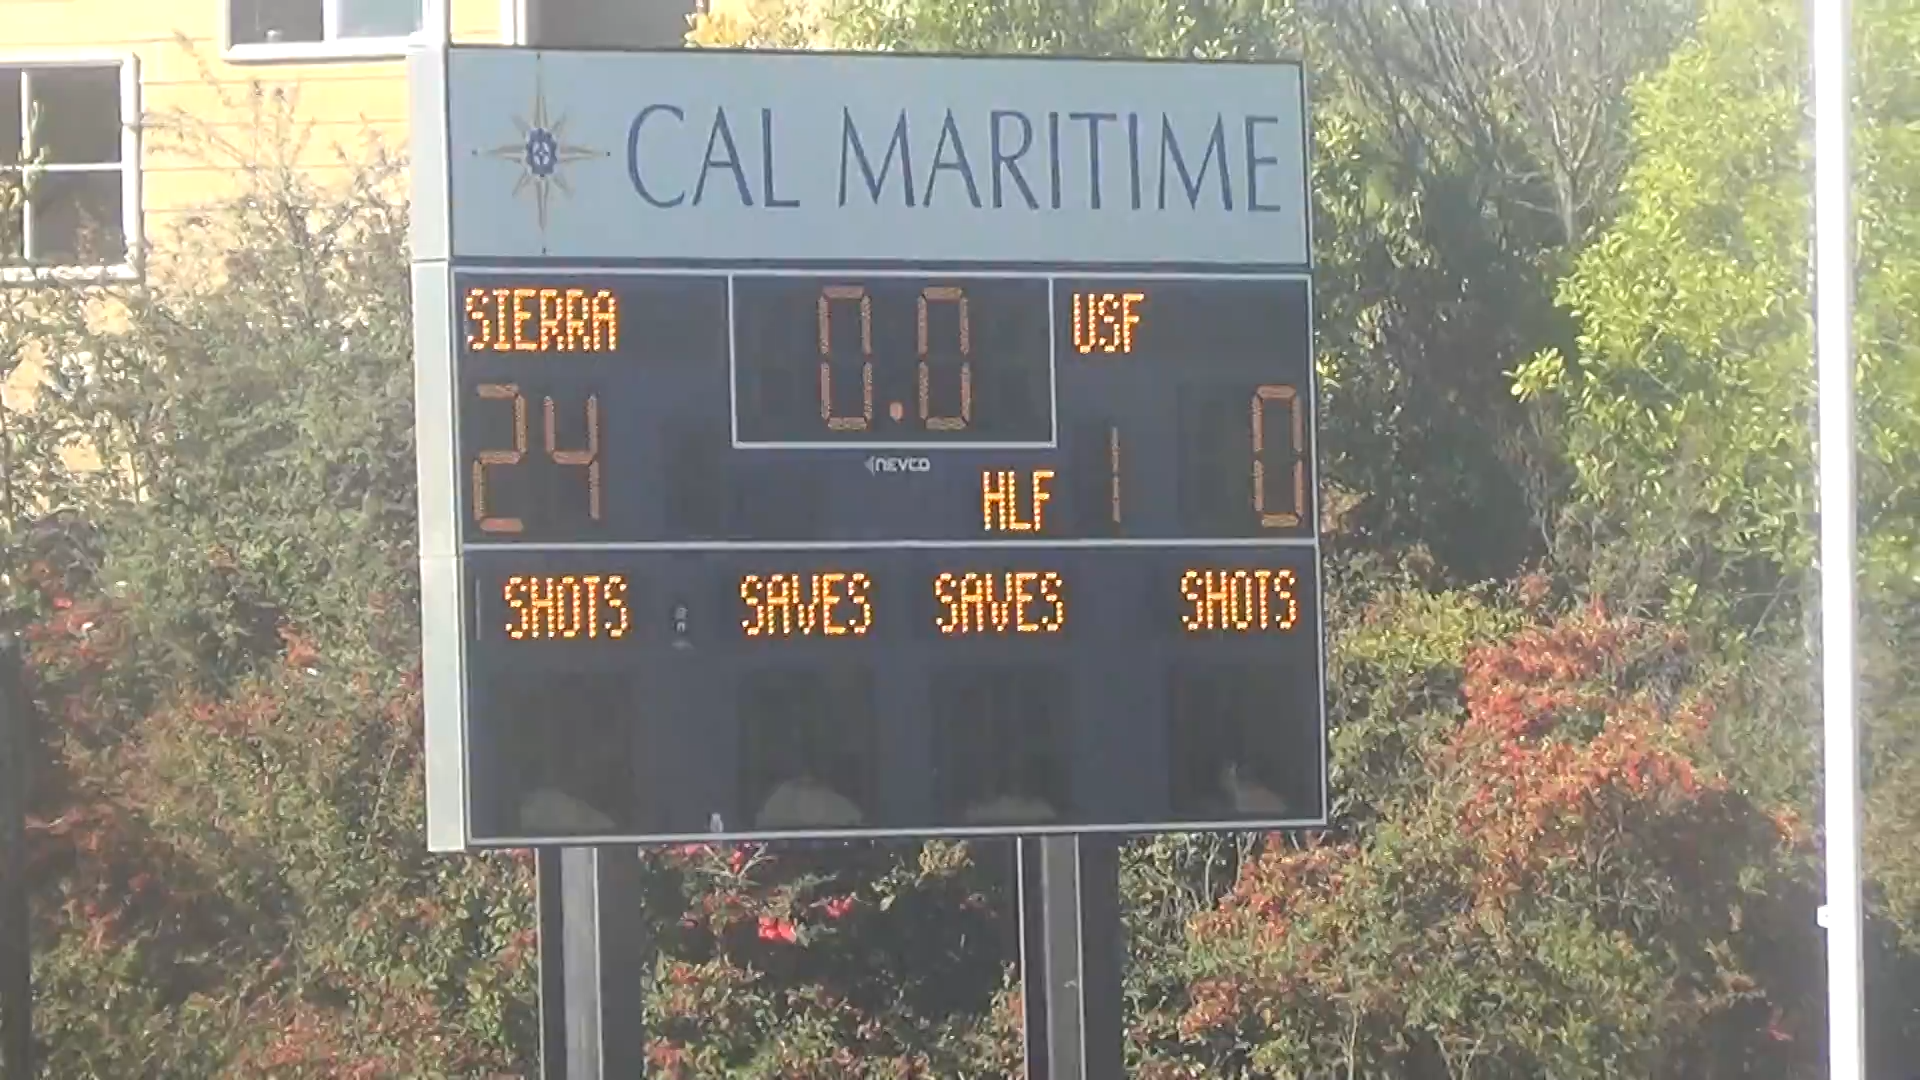 CAL MARITIME
SIERRA 0.0 USF
24 0
NEVCO
HLF 1
SHOTS SAVES SAVES SHOTS